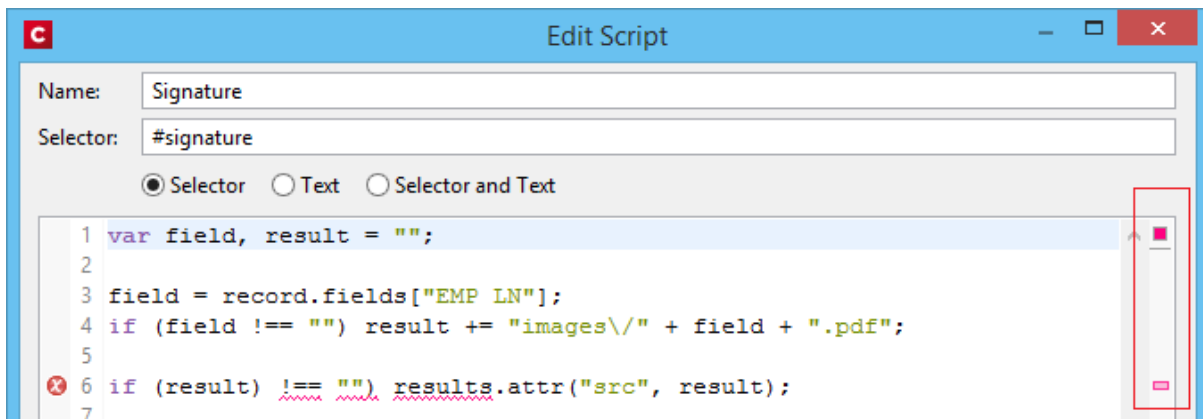 C Edit Script
Name: Signature
Selector: #signature
Selector Text Selector and Text
1 var field, result = "";
2
3 field = record.fields["EMP LN"];
4 if (field !== "") result += "images\/" + field + ".pdf";
5
6 if (result) !== "") results.attr("src", result);
7